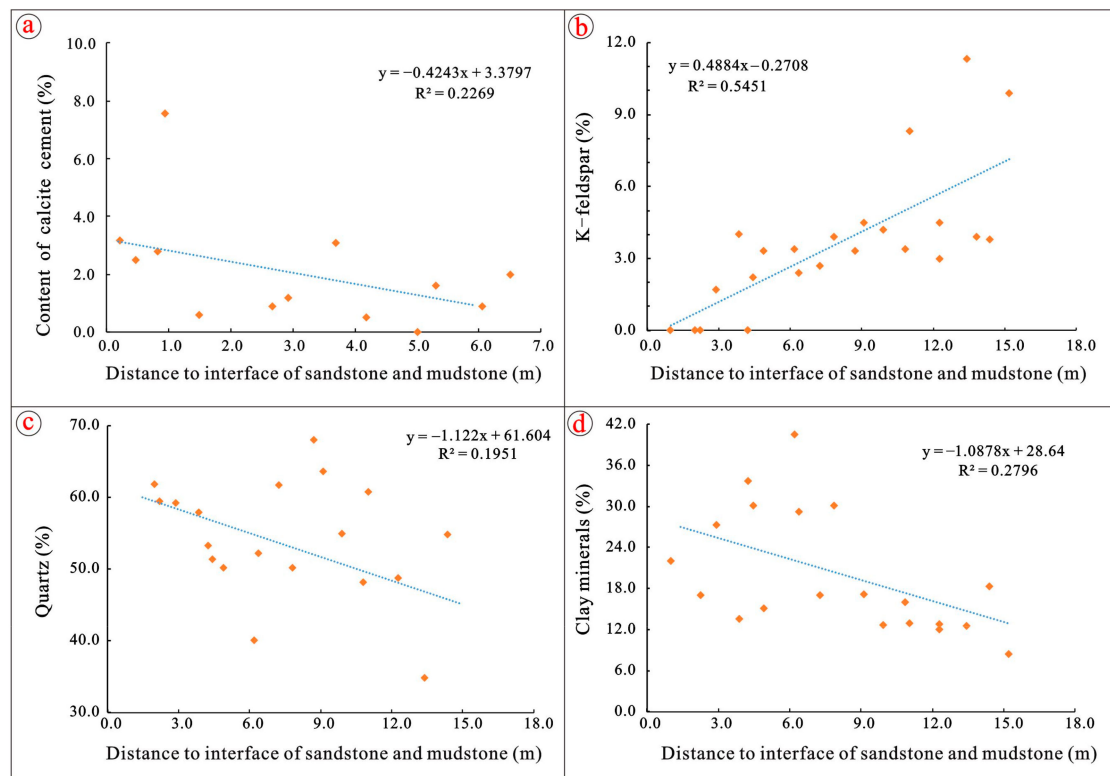 a
10.0
8.0
6.0
4.0
2.0
0.0
0.0 1.0 2.0 3.0 4.0 5.0 6.0 7.0
Content of calcite cement (%)
Distance to interface of sandstone and mudstone (m)
y = −0.4243x + 3.3797
R² = 0.2269
b
12.0
9.0
6.0
3.0
0.0
0.0 3.0 6.0 9.0 12.0 15.0 18.0
K−feldspar (%)
Distance to interface of sandstone and mudstone (m)
y = 0.4884x−0.2708
R² = 0.5451
c
70.0
60.0
50.0
40.0
30.0
0.0 3.0 6.0 9.0 12.0 15.0 18.0
Quartz (%)
Distance to interface of sandstone and mudstone (m)
y = −1.122x + 61.604
R² = 0.1951
d
42.0
36.0
30.0
24.0
18.0
12.0
6.0
0.0
0.0 3.0 6.0 9.0 12.0 15.0 18.0
Clay minerals (%)
Distance to interface of sandstone and mudstone (m)
y = −1.0878x + 28.64
R² = 0.2796